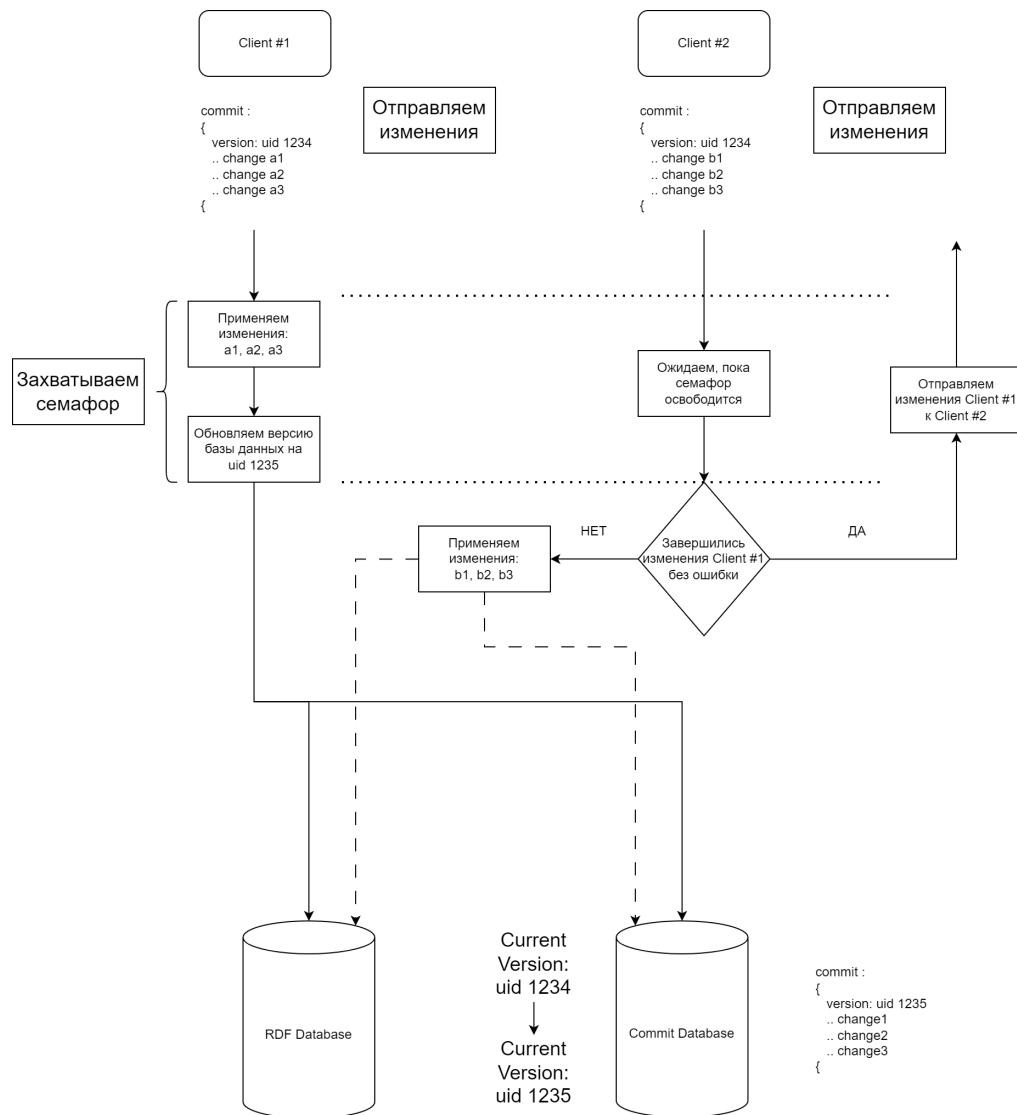 Client #1
Client #2
commit :
{
version: uid 1234
.. change a1
.. change a2
.. change a3
{
Отправляем
изменения
commit :
{
version: uid 1234
.. change b1
.. change b2
.. change b3
{
Отправляем
изменения
Захватываем
семафор
Применяем
изменения:
a1, a2, a3
Обновляем версию
базы данных на
uid 1235
Ожидаем, пока
семафор
освободится
Отправляем
изменения Client #1
к Client #2
НЕТ
ДА
Применяем
изменения:
b1, b2, b3
Завершились
изменения Client #1
без ошибки
RDF Database
Current
Version:
uid 1234
Current
Version:
uid 1235
Commit Database
commit :
{
version: uid 1235
.. change1
.. change2
.. change3
{